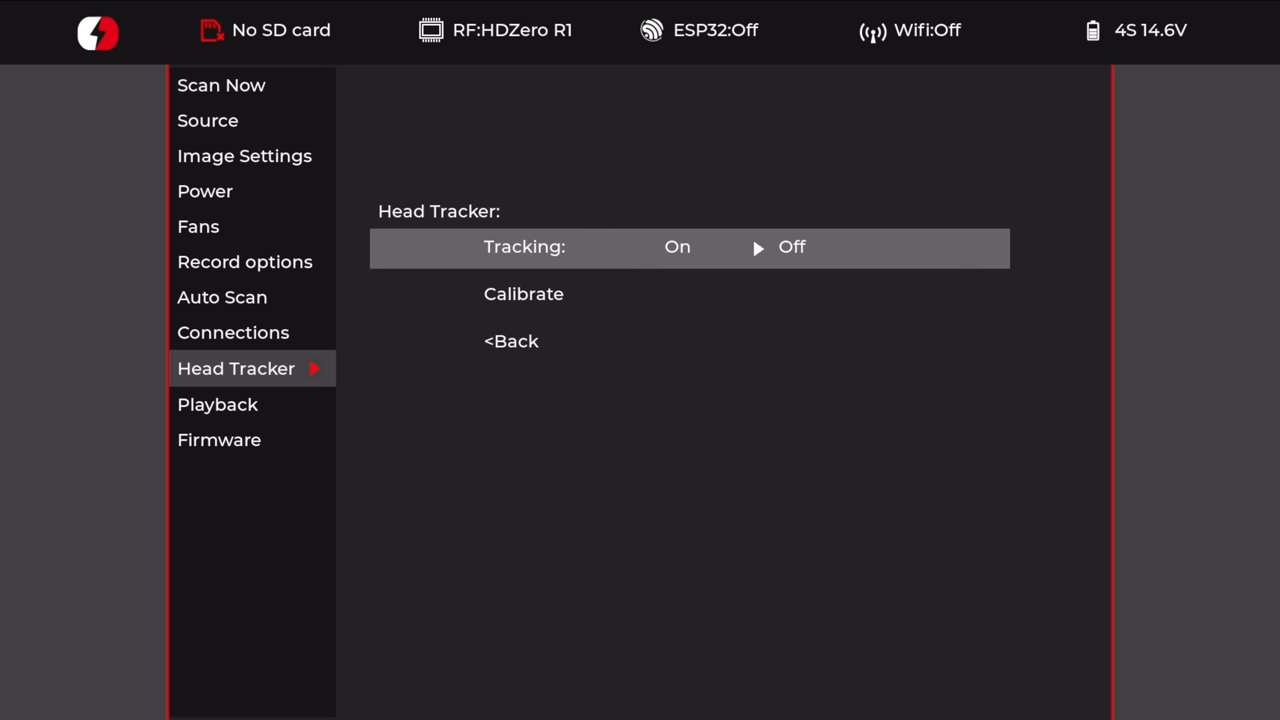 No SD card
RF:HDZero R1
ESP32:Off
Wifi:Off
4S 14.6V
Scan Now
Source
Image Settings
Power
Fans
Record options
Auto Scan
Connections
Head Tracker
Playback
Firmware
Head Tracker:
Tracking: On Off
Calibrate
<Back